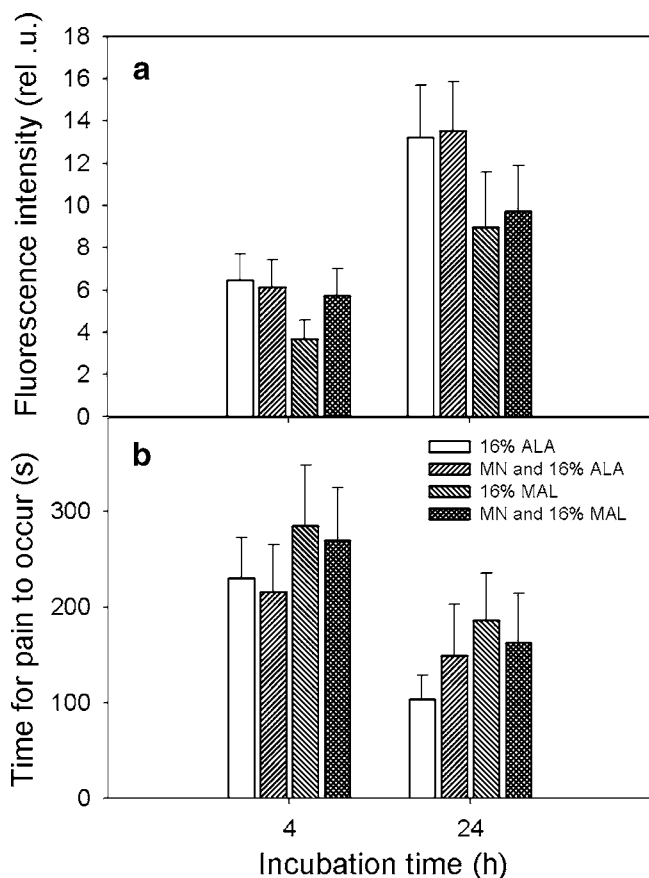 a
Fluorescence intensity (rel .u.)
18
16
14
12
10
8
6
4
2
0
b
Time for pain to occur (s)
300
200
100
0
16% ALA
MN and 16% ALA
16% MAL
MN and 16% MAL
4
24
Incubation time (h)